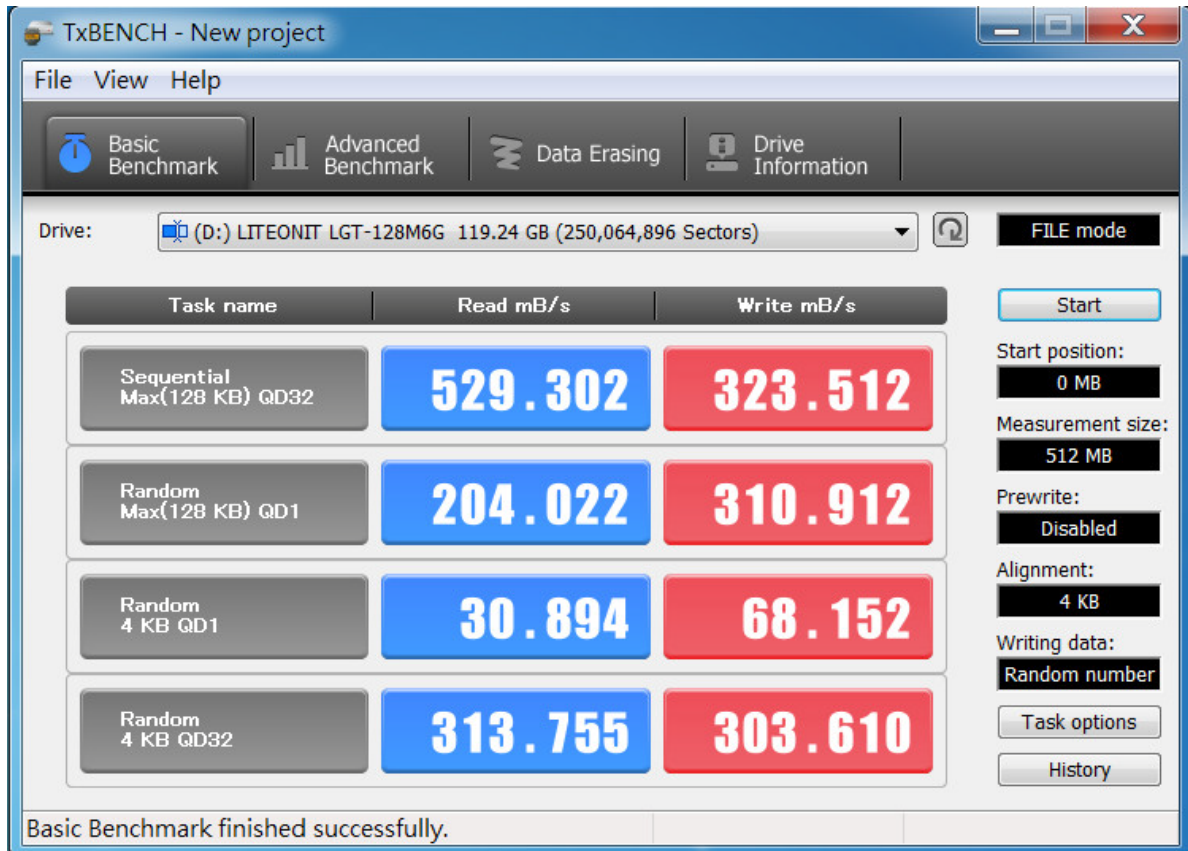 TxBENCH - New project
File View Help
Basic
Benchmark
Advanced
Benchmark
Data Erasing
Drive
Information
Drive:
(D:) LITEONIT LGT-128M6G 119.24 GB (250,064,896 Sectors)
FILE mode
Task name
Read mB/s
Write mB/s
Start
Sequential
Max(128 KB) QD32
529.302
323.512
Start position:
0 MB
Measurement size:
512 MB
Random
Max(128 KB) QD1
204.022
310.912
Prewrite:
Disabled
Alignment:
4 KB
Random
4 KB QD1
30.894
68.152
Writing data:
Random number
Random
4 KB QD32
313.755
303.610
Task options
History
Basic Benchmark finished successfully.